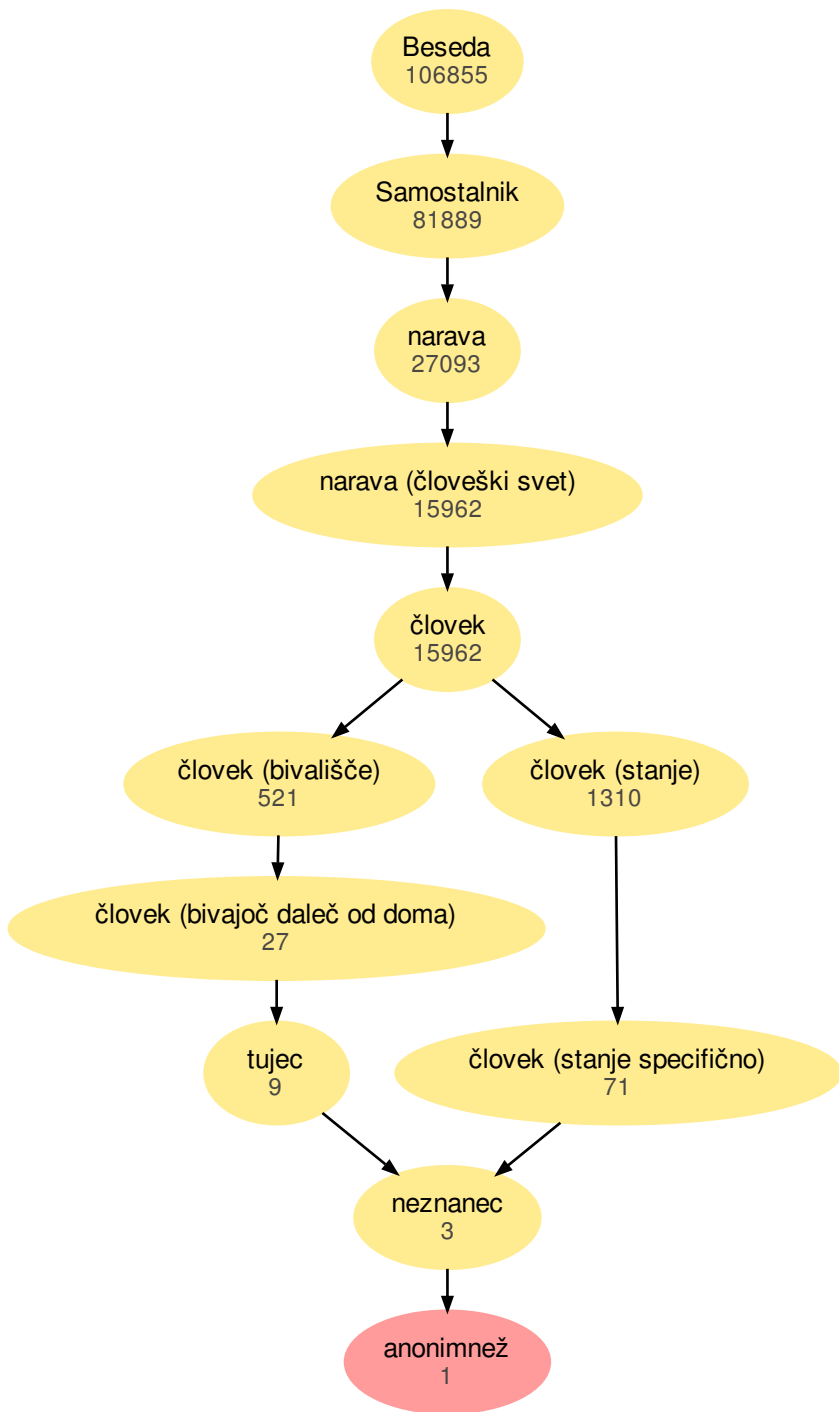 Beseda
106855
Samostalnik
81889
narava
27093
narava (človeški svet)
15962
človek
15962
človek (bivališče)
521
človek (stanje)
1310
človek (bivajoč daleč od doma)
27
tujec
9
človek (stanje specifično)
71
neznanec
3
anonimnež
1